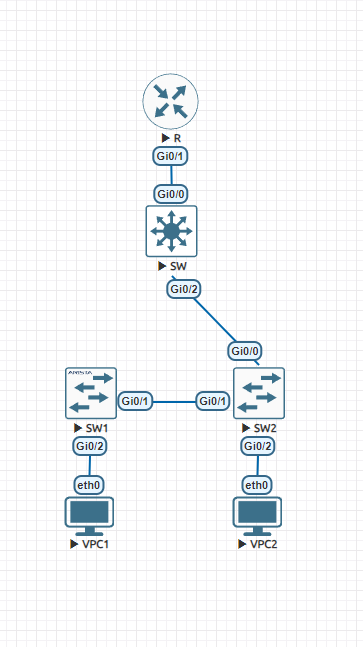 R
Gi0/1
Gi0/0
SW
Gi0/2
Gi0/0
ARISTA
Gi0/1 Gi0/1
SW1 SW2
Gi0/2 Gi0/2
eth0 eth0
VPC1 VPC2